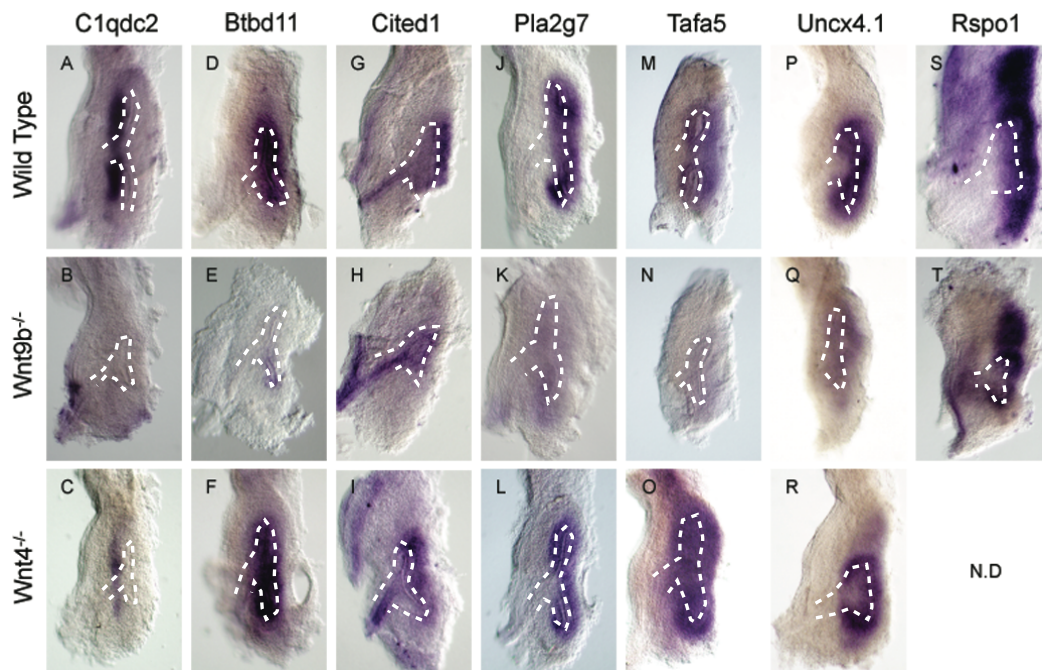 C1qdc2 Btbd11 Cited1 Pla2g7 Tafa5 Uncx4.1 Rspo1
Wild Type
A D G J M P S
Wnt9b-/-
B E H K N Q T
Wnt4-/-
C F I L O R
N.D